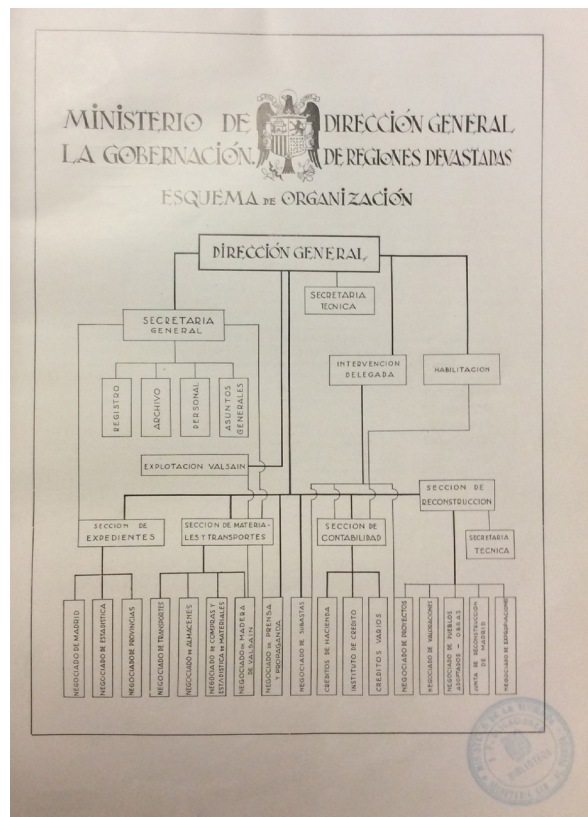 MINISTERIO DE
LA GOBERNACIÓN.
DIRECCIÓN GENERAL
DE REGIONES DEVASTADAS
ESQUEMA DE ORGANIZACIÓN
DIRECCIÓN GENERAL
SECRETARIA
TECNICA
SECRETARIA
GENERAL
INTERVENCION
DELEGADA
HABILITACION
REGISTRO
ARCHIVO
PERSONAL
ASUNTOS
GENERALES
EXPLOTACION VALSAIN
SECCION DE
RECONSTRUCCION
SECCION DE
EXPEDIENTES
SECCION DE MATERIA-
LES Y TRANSPORTES
SECCION DE
CONTABILIDAD
SECRETARIA
TECNICA
NEGOCIADO DE MADRID
NEGOCIADO DE ESTADISTICA
NEGOCIADO DE PROVINCIAS
NEGOCIADO DE TRANSPORTES
NEGOCIADO DE ALMACENES
NEGOCIADO DE COMPRAS Y
ESTADISTICA DE MATERIALES
NEGOCIADO DE MADERA
DE VALSAIN
NEGOCIADO DE PRENSA
Y PROPAGANDA
NEGOCIADO DE SUBASTAS
CREDITOS DE HACIENDA
INSTITUTO DE CREDITO
CREDITOS VARIOS
NEGOCIADO DE PROYECTOS
NEGOCIADO DE VALORACIONES
NEGOCIADO DE PUEBLOS
ADOPTADOS - OBRAS
JUNTA DE RECONSTRUCCION
DE MADRID
NEGOCIADO DE EXPROPIACIONES
BIBLIOTECA